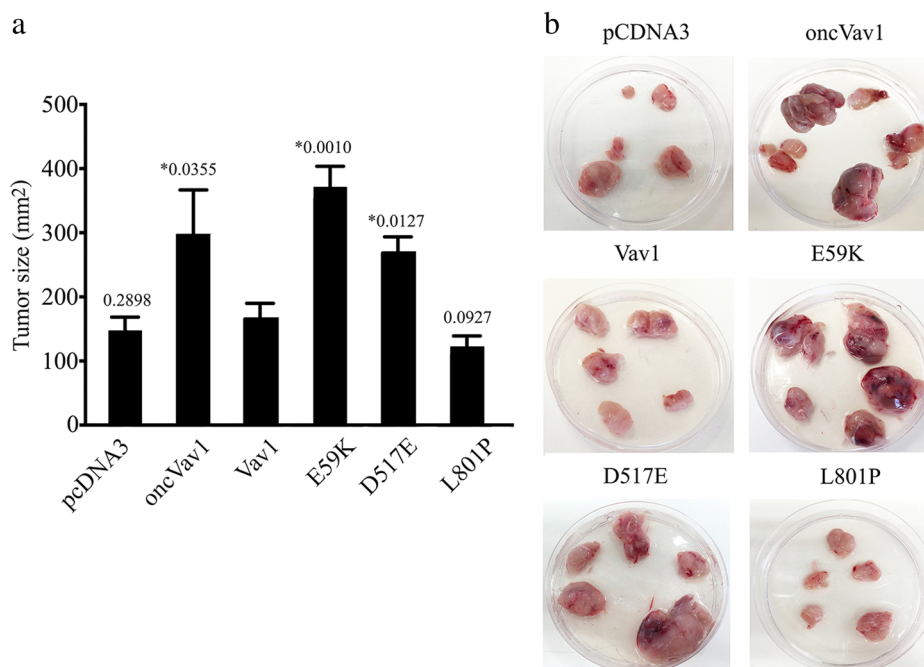 a
Tumor size (mm²)
500
400
300
200
100
0
0.2898
*0.0355
*0.0010
*0.0127
0.0927
pcDNA3
oncVav1
Vav1
E59K
D517E
L801P
b
pCDNA3
oncVav1
Vav1
E59K
D517E
L801P